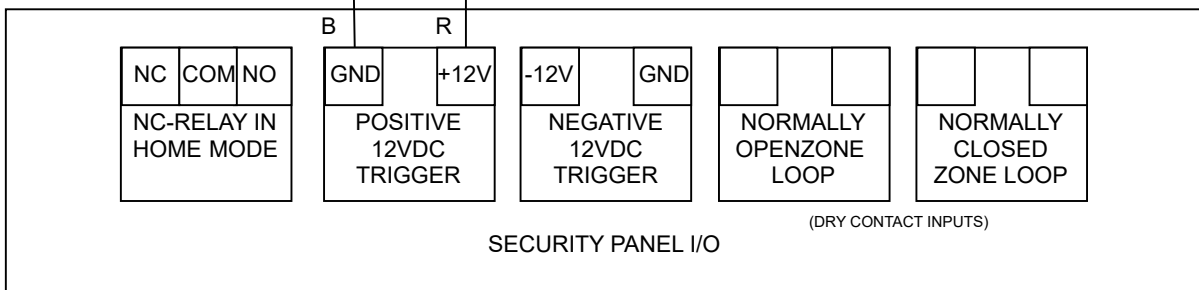 B R
NC COM NO GND +12V -12V GND
NC-RELAY IN
HOME MODE
POSITIVE
12VDC
TRIGGER
NEGATIVE
12VDC
TRIGGER
NORMALLY
OPENZONE
LOOP
NORMALLY
CLOSED
ZONE LOOP
(DRY CONTACT INPUTS)
SECURITY PANEL I/O